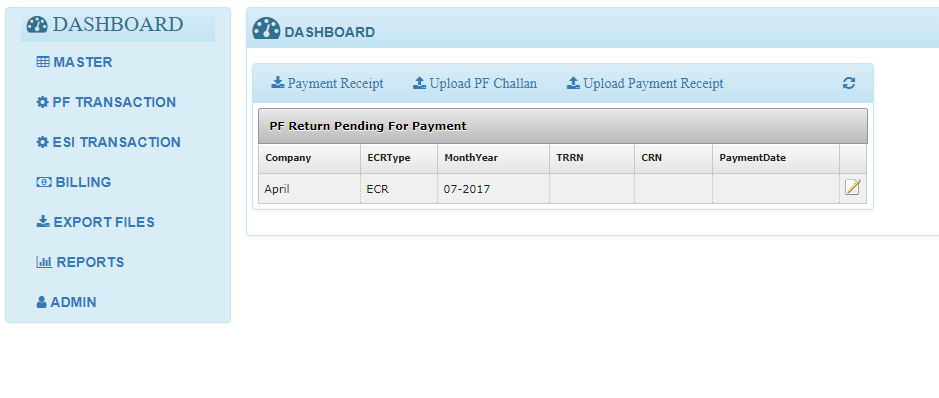 DASHBOARD
MASTER
PF TRANSACTION
ESI TRANSACTION
BILLING
EXPORT FILES
REPORTS
ADMIN
DASHBOARD
Payment Receipt Upload PF Challan Upload Payment Receipt
PF Return Pending For Payment
Company ECRType MonthYear TRRN CRN PaymentDate
April ECR 07-2017